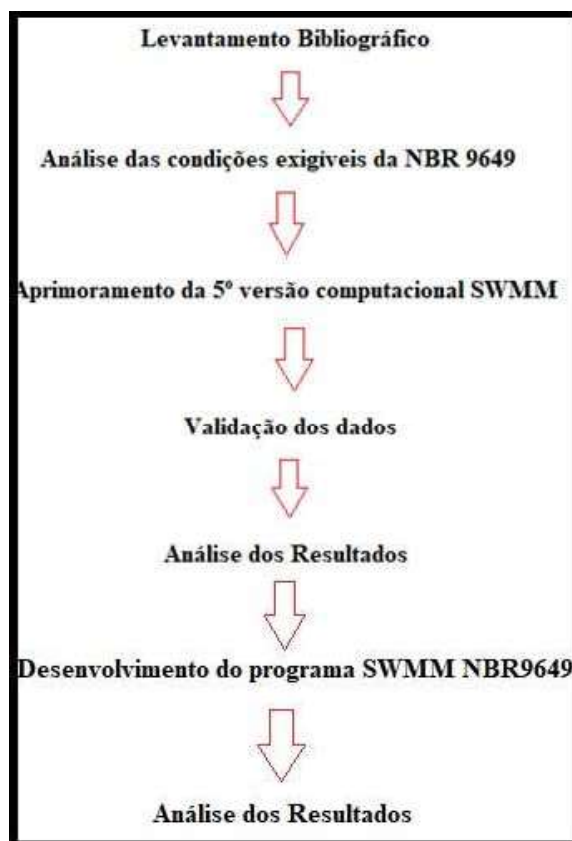 Levantamento Bibliográfico
Análise das condições exigíveis da NBR 9649
Aprimoramento da 5º versão computacional SWMM
Validação dos dados
Análise dos Resultados
Desenvolvimento do programa SWMM NBR9649
Análise dos Resultados